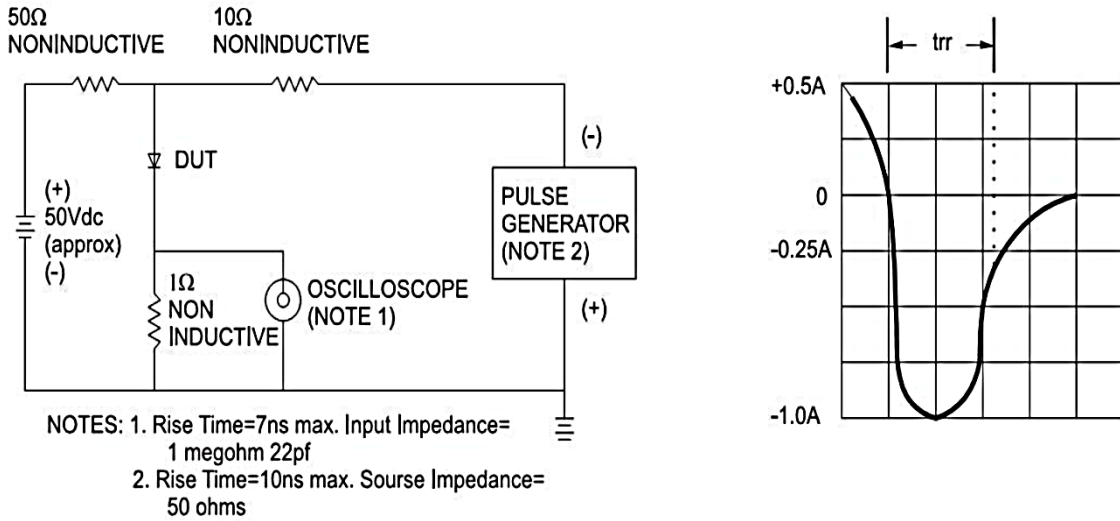 50Ω
NONINDUCTIVE
10Ω
NONINDUCTIVE
DUT
(+)
50Vdc
(approx)
(-)
1Ω
NON
INDUCTIVE
OSCILLOSCOPE
(NOTE 1)
(-)
PULSE
GENERATOR
(NOTE 2)
(+)
NOTES: 1. Rise Time=7ns max. Input Impedance=
1 megohm 22pf
2. Rise Time=10ns max. Sourse Impedance=
50 ohms
trr
+0.5A
0
-0.25A
-1.0A